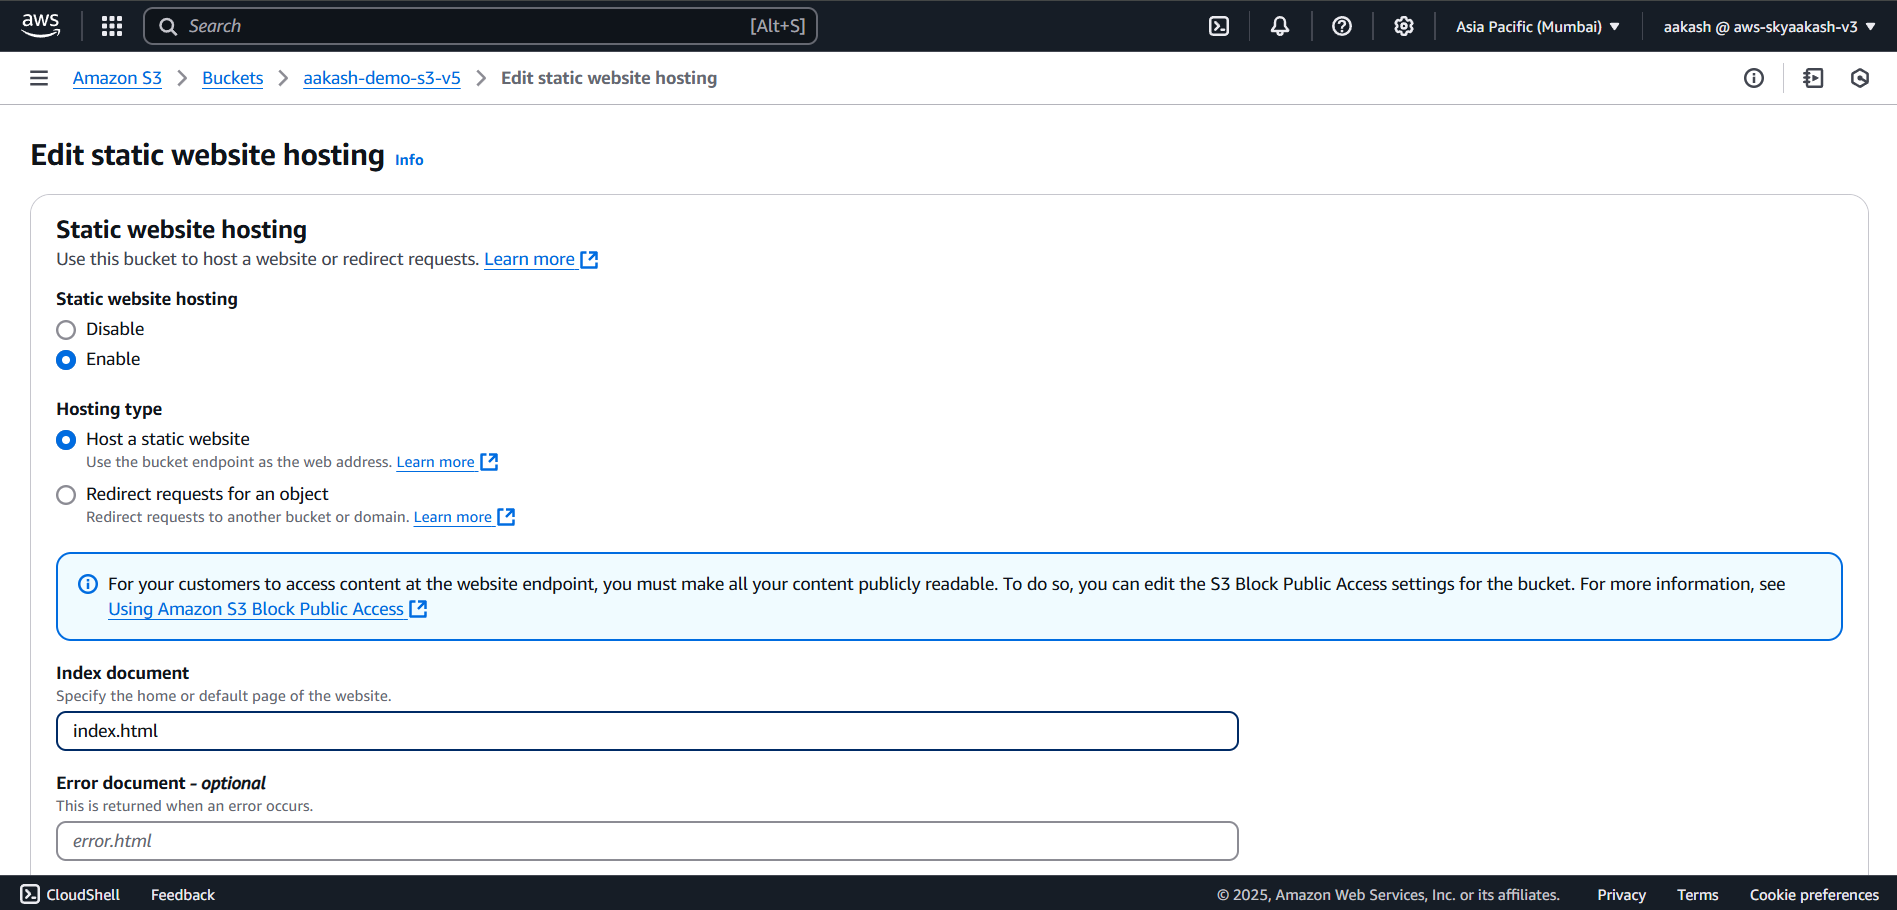 aws
Search [Alt+S]
Asia Pacific (Mumbai)
aakash @ aws-skyaakash-v3
Amazon S3 > Buckets > aakash-demo-s3-v5 > Edit static website hosting
Edit static website hosting Info
Static website hosting
Use this bucket to host a website or redirect requests. Learn more
Static website hosting
Disable
Enable
Hosting type
Host a static website
Use the bucket endpoint as the web address. Learn more
Redirect requests for an object
Redirect requests to another bucket or domain. Learn more
For your customers to access content at the website endpoint, you must make all your content publicly readable. To do so, you can edit the S3 Block Public Access settings for the bucket. For more information, see
Using Amazon S3 Block Public Access
Index document
Specify the home or default page of the website.
index.html
Error document - optional
This is returned when an error occurs.
error.html
CloudShell Feedback © 2025, Amazon Web Services, Inc. or its affiliates. Privacy Terms Cookie preferences